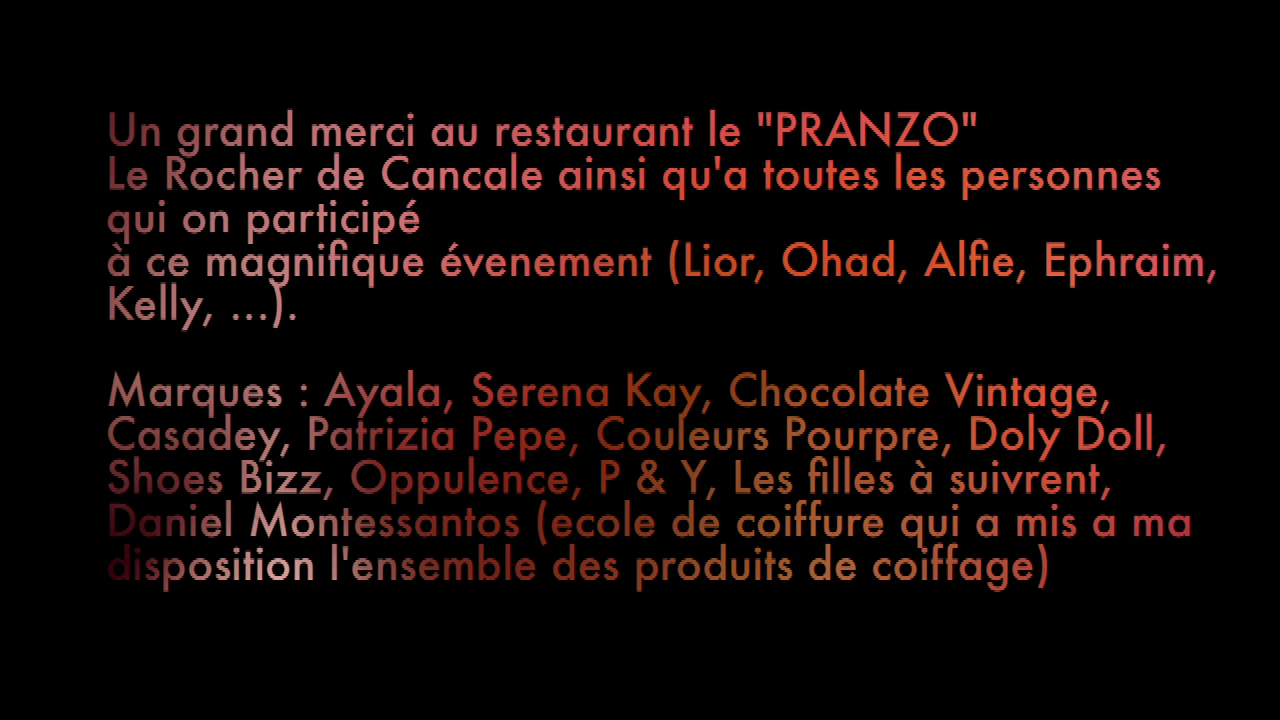 Un grand merci au restaurant le "PRANZO"
Le Rocher de Cancale ainsi qu'a toutes les personnes
qui on participé
à ce magnifique évenement (Lior, Ohad, Alfie, Ephraim,
Kelly, ...).
Marques : Ayala, Serena Kay, Chocolate Vintage,
Casadey, Patrizia Pepe, Couleurs Pourpre, Doly Doll,
Shoes Bizz, Oppulence, P & Y, Les filles à suivrent,
Daniel Montessantos (ecole de coiffure qui a mis a ma
disposition l'ensemble des produits de coiffage)